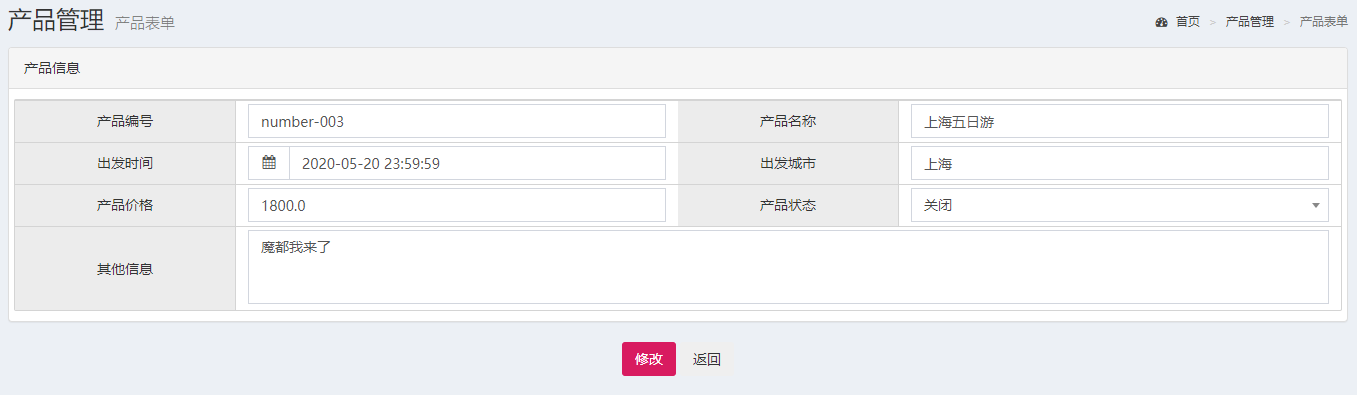 产品管理 产品表单
首页 > 产品管理 > 产品表单
产品信息
产品编号 number-003 产品名称 上海五日游
出发时间 2020-05-20 23:59:59 出发城市 上海
产品价格 1800.0 产品状态 关闭
其他信息 魔都我来了
修改 返回